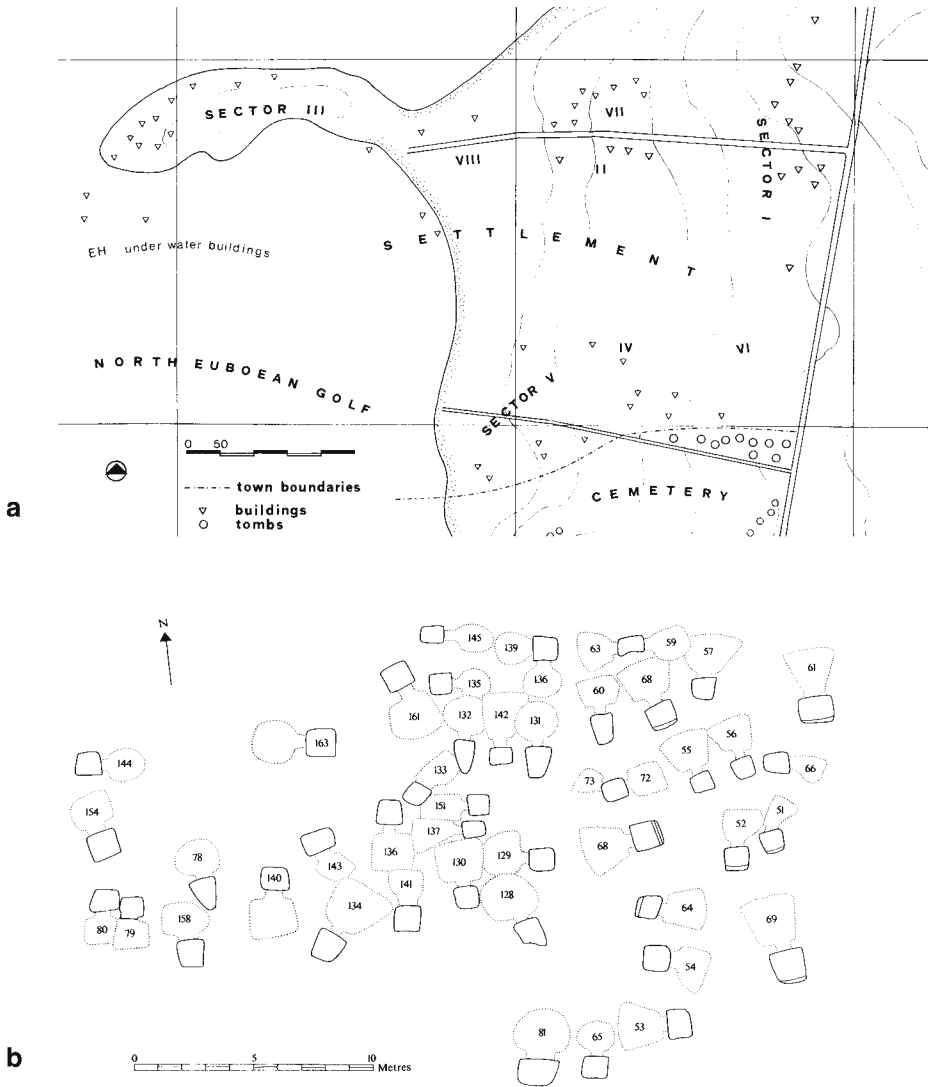 SECTOR III
VII
SECTOR I
VIII
II
SETTLEMENT
EH under water buildings
NORTH EUBOEAN GOLF
IV
VI
SECTOR V
0 50
town boundaries
CEMETERY
a
buildings
tombs
N
145
139
63
59
57
135
136
60
68
61
161
132
142
131
163
55
56
144
133
73
72
66
154
151
137
68
52
51
78
143
136
130
129
140
141
128
64
69
80
79
158
134
54
81
65
53
b
0 5 10
Metres